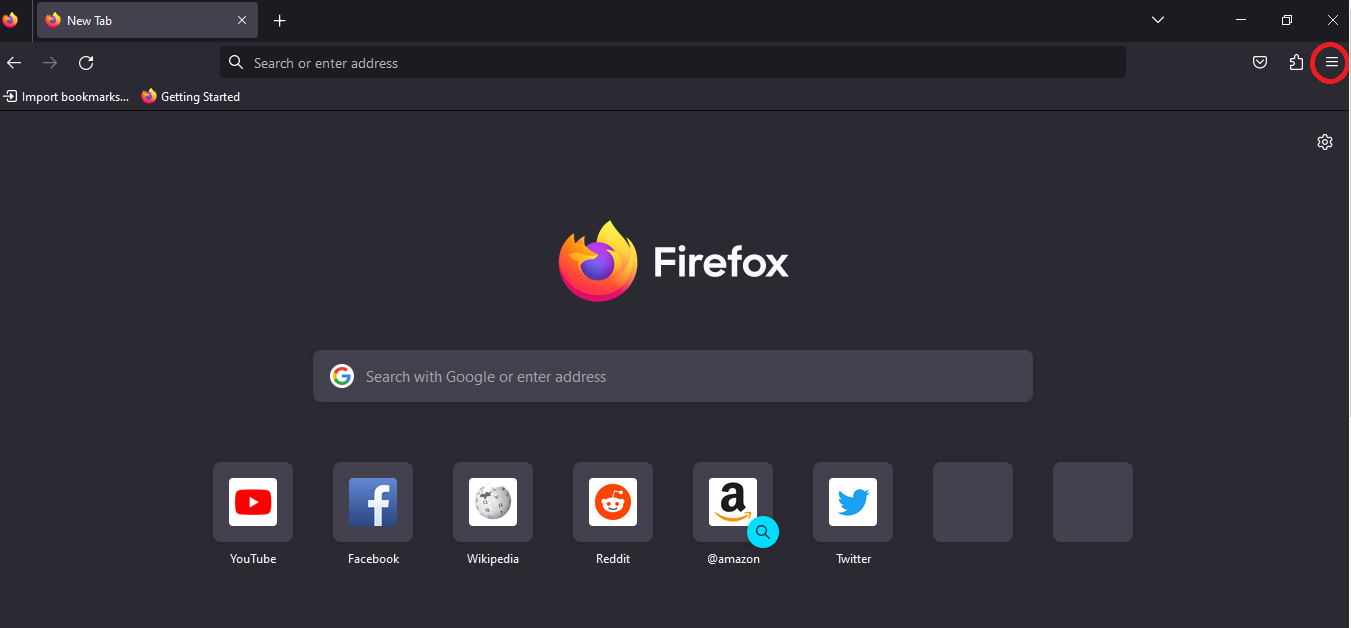 New Tab
Search or enter address
Import bookmarks...
Getting Started
Firefox
Search with Google or enter address
YouTube
Facebook
Wikipedia
Reddit
@amazon
Twitter